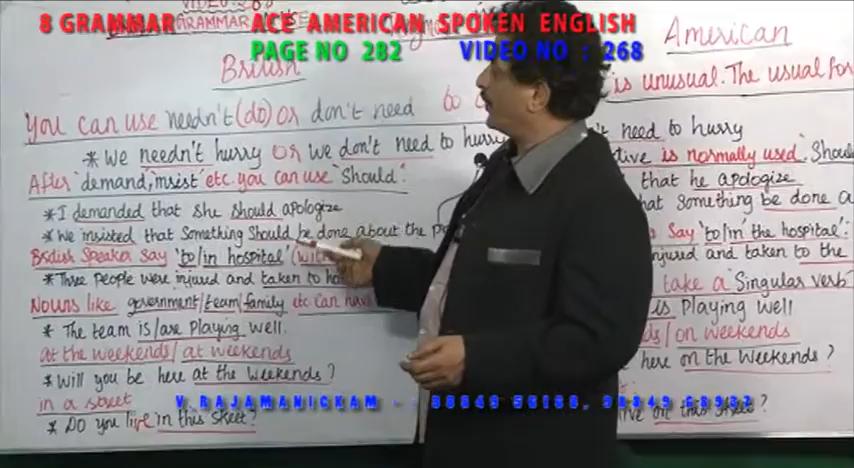 VIDEO-268
8 GRAMMAR ACE AMERICAN SPOKEN ENGLISH
PAGE NO 282 VIDEO NO : 268
British
You can use needn't (do) or don't need to
* We needn't hurry or we don't need to hurry
After 'demand', 'insist' etc. you can use 'Should'
* I demanded that she should apologize
* We insisted that Something Should be done about the
British Speaker Say 'to/in hospital'
* Three people were injured and taken to
Nouns like government/team/family etc can
* The team is/are playing well.
at the weekends/at weekends
* Will you be here at the weekends?
in a street
* Do you live in this street?
American
is unusual. The usual for
need to hurry
is normally used. Shoul
that he apologize
that Something be done a
Say 'to/in the hospital':
injured and taken to the
take a 'Singular verb'
is Playing well
/on weekends
here on the Weekends?
on this street?
V.RAJAMANICKAM